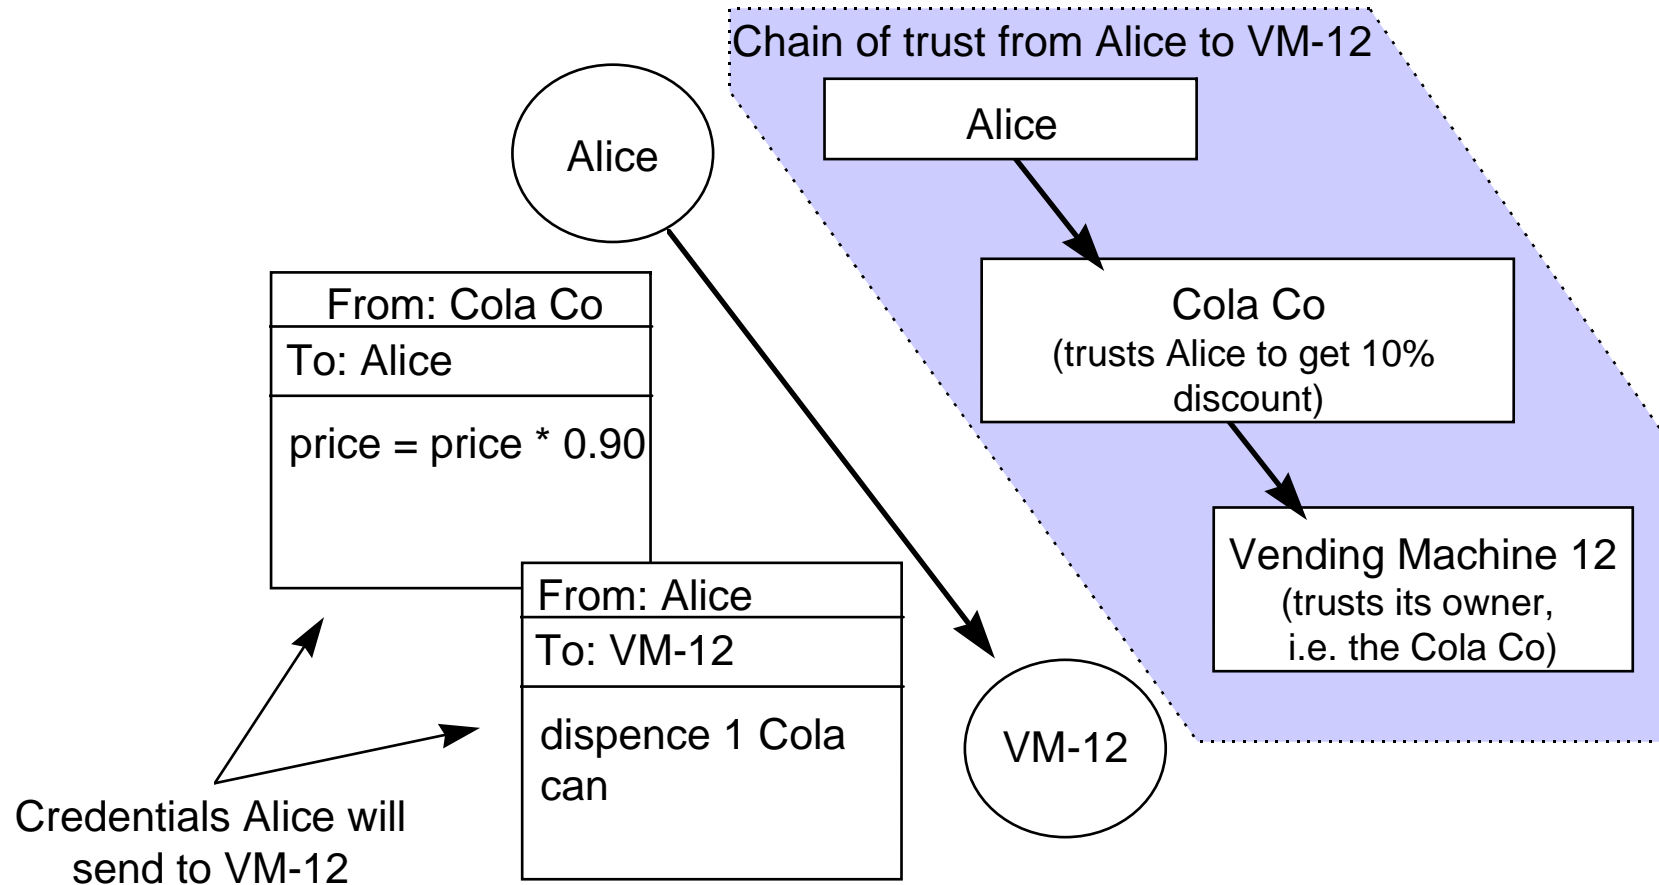 Chain of trust from Alice to VM-12
Alice
Alice
Cola Co
(trusts Alice to get 10%
discount)
From: Cola Co
To: Alice
price = price * 0.90
Vending Machine 12
(trusts its owner,
i.e. the Cola Co)
From: Alice
To: VM-12
dispence 1 Cola
can
VM-12
Credentials Alice will
send to VM-12